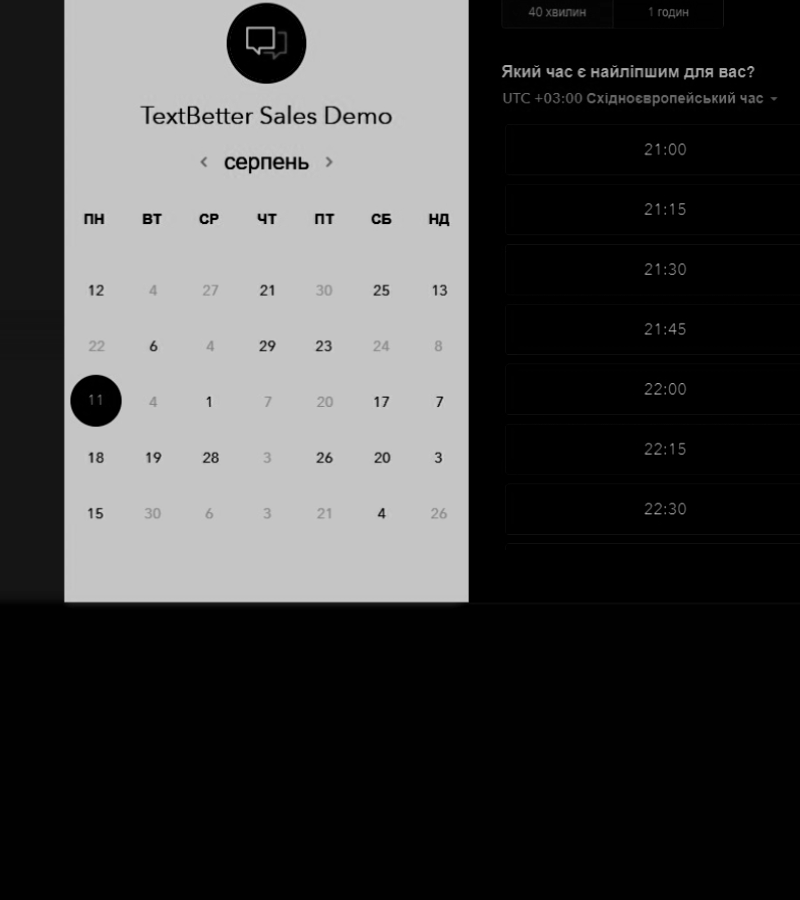 TextBetter Sales Demo
серпень
ПН ВТ СР ЧТ ПТ СБ НД
12 4 27 21 30 25 13
22 6 4 29 23 24 8
11 4 1 7 20 17 7
18 19 28 3 26 20 3
15 30 6 3 21 4 26
40 хвилин 1 годин
Який час є найліпшим для вас?
UTC +03:00 Східноєвропейський час
21:00
21:15
21:30
21:45
22:00
22:15
22:30